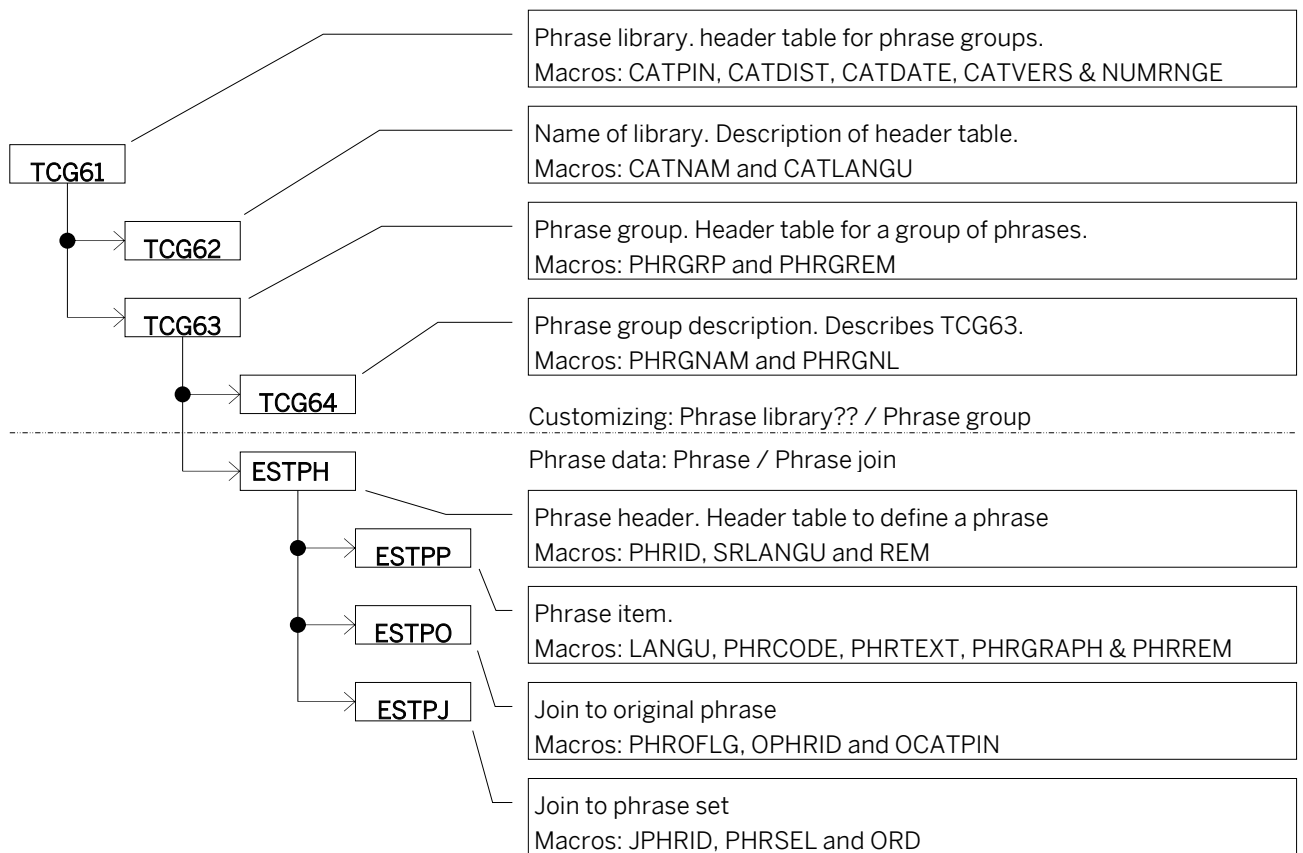 Phrase library. header table for phrase groups.
Macros: CATPIN, CATDIST, CATDATE, CATVERS & NUMRNGE
TCG61
Name of library. Description of header table.
Macros: CATNAM and CATLANGU
TCG62
Phrase group. Header table for a group of phrases.
Macros: PHRGRP and PHRGREM
TCG63
Phrase group description. Describes TCG63.
Macros: PHRGNAM and PHRGNL
TCG64
Customizing: Phrase library?? / Phrase group
Phrase data: Phrase / Phrase join
ESTPH
Phrase header. Header table to define a phrase
Macros: PHRID, SRLANGU and REM
ESTPP
Phrase item.
Macros: LANGU, PHRCODE, PHRTEXT, PHRGRAPH & PHRREM
ESTPO
Join to original phrase
Macros: PHROFLG, OPHRID and OCATPIN
ESTPJ
Join to phrase set
Macros: JPHRID, PHRSEL and ORD